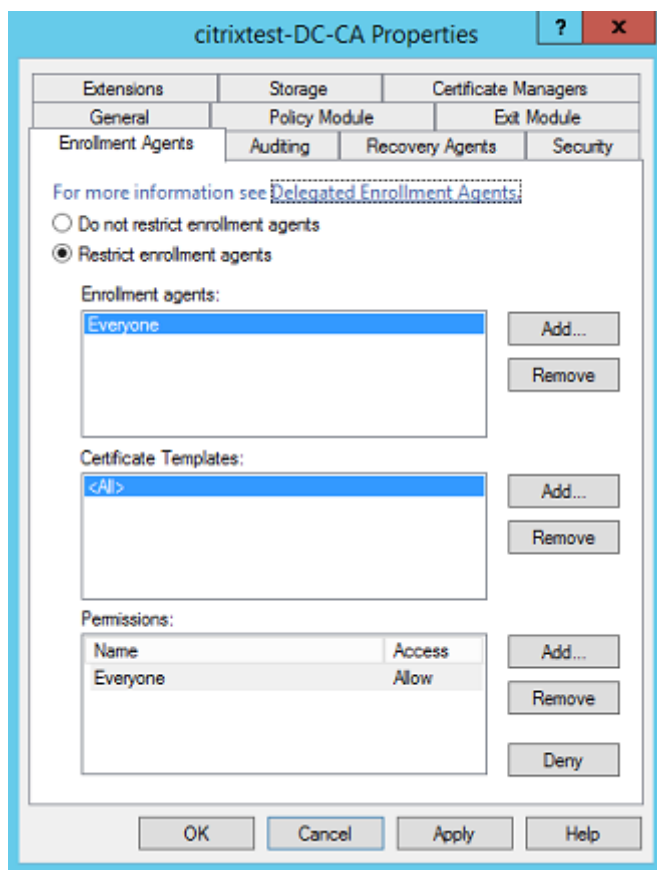 citrixtest-DC-CA Properties
? x
Extensions Storage Certificate Managers
General Policy Module Exit Module
Enrollment Agents Auditing Recovery Agents Security
For more information see Delegated Enrollment Agents.
Do not restrict enrollment agents
Restrict enrollment agents
Enrollment agents:
Everyone
Add...
Remove
Certificate Templates:
<All>
Add...
Remove
Permissions:
Name Access
Everyone Allow
Add...
Remove
Deny
OK Cancel Apply Help